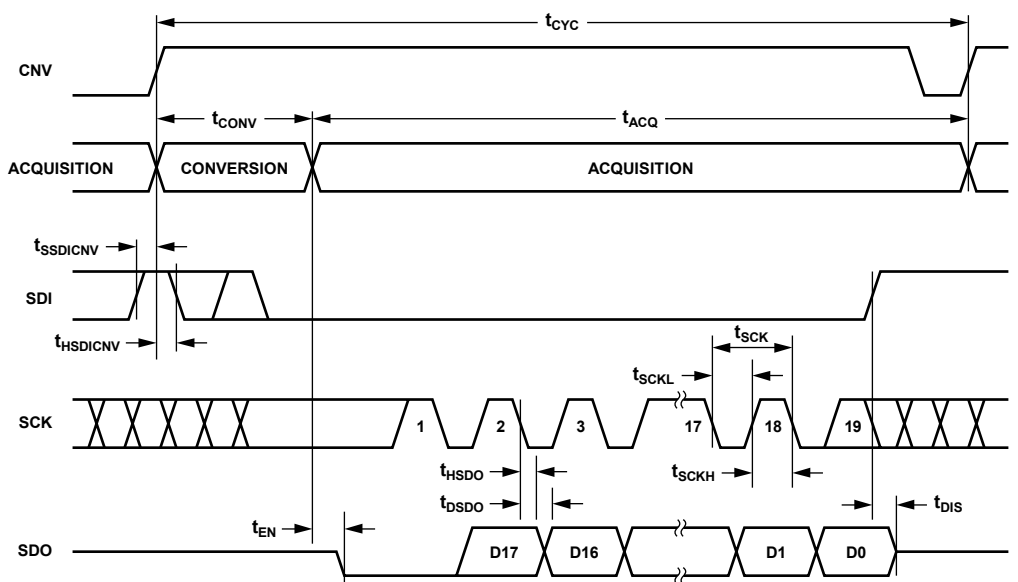 tCYC
CNV
tCONV
tACQ
ACQUISITION
CONVERSION
ACQUISITION
tSSDICNV
SDI
tHSDICNV
tSCK
tSCKL
SCK
1
2
3
17
18
19
tHSDO
tSCKH
tDSDO
tEN
tDIS
SDO
D17
D16
D1
D0